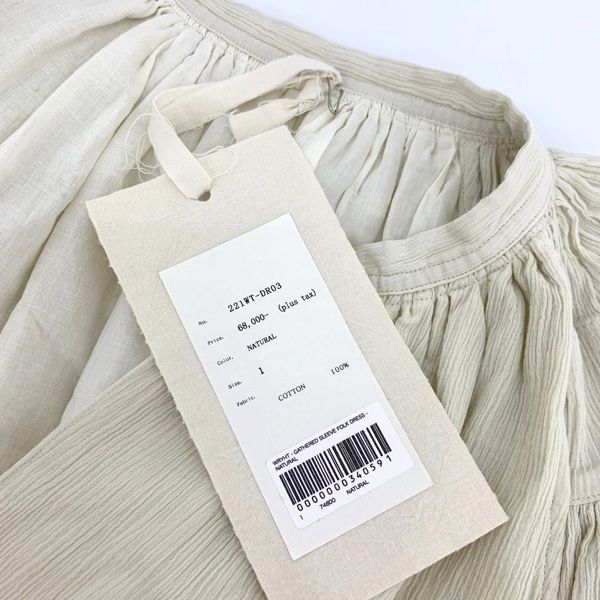 No. 221WT-DR03
Price. 68,000- (plus tax)
Color. NATURAL
Size. 1
Fabric. COTTON 100%
WRYHT - GATHERED SLEEVE FOLK DRESS -
NATURAL
0000000340591
1 74800 NATURAL